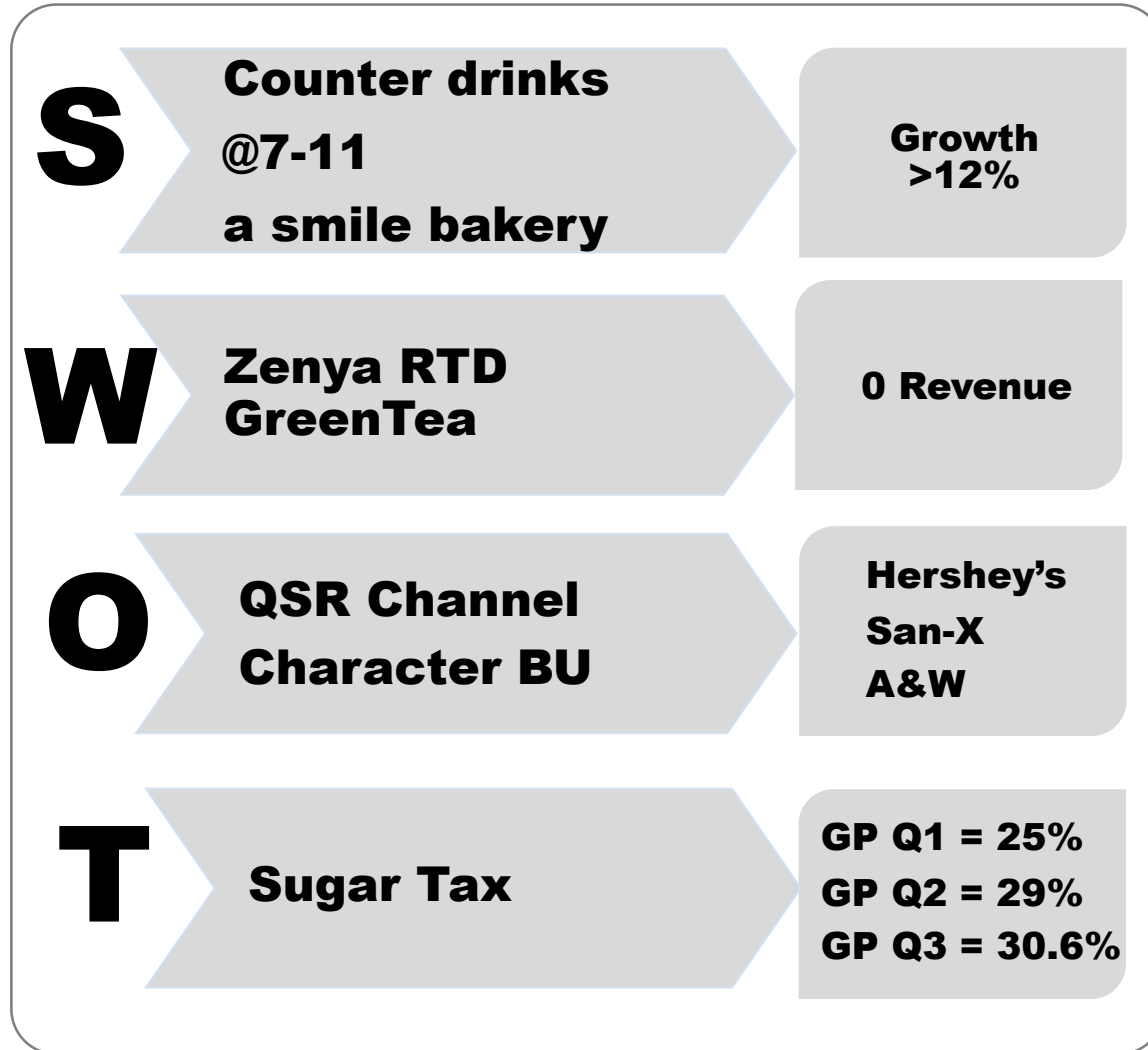 S
Counter drinks
@7-11
a smile bakery
Growth
>12%
W
Zenya RTD
GreenTea
0 Revenue
O
QSR Channel
Character BU
Hershey’s
San-X
A&W
T
Sugar Tax
GP Q1 = 25%
GP Q2 = 29%
GP Q3 = 30.6%